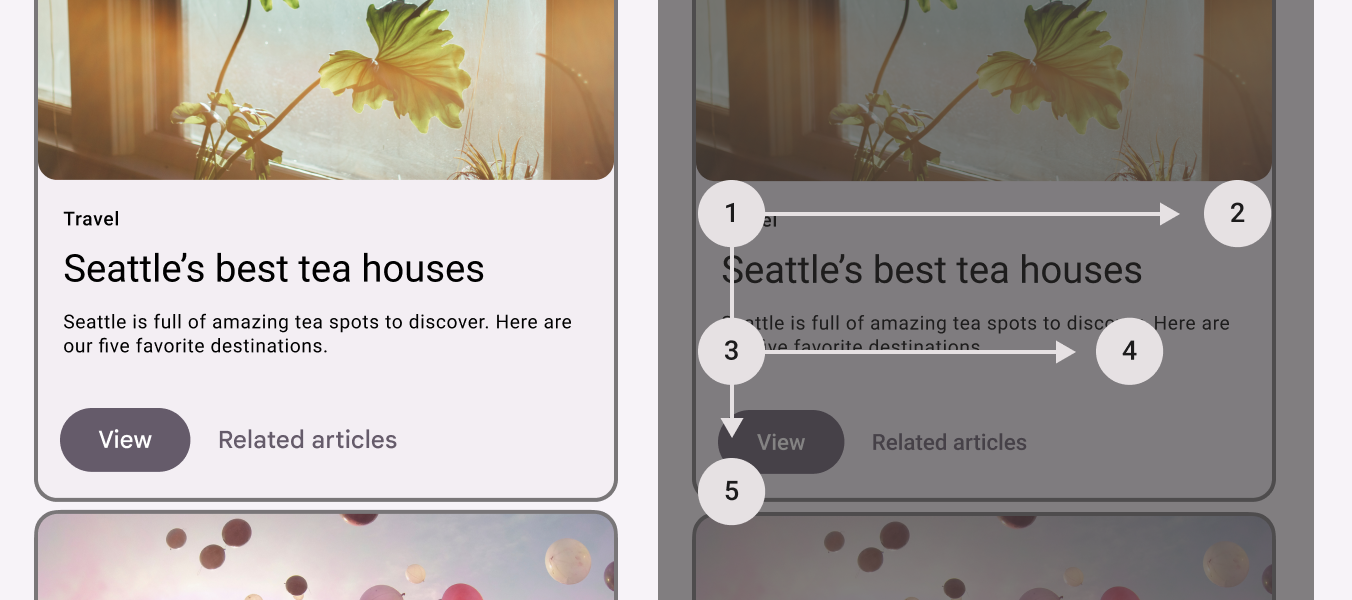 Travel
Seattle’s best tea houses
Seattle is full of amazing tea spots to discover. Here are
our five favorite destinations.
View Related articles
1 2
el
Seattle’s best tea houses
attle is full of amazing tea spots to disco Here are
ive favorite destinations.
3 4
View Related articles
5